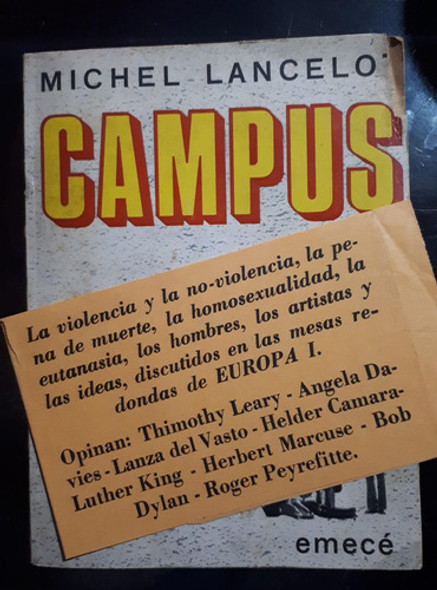 MICHEL LANCELO
CAMPUS
La violencia y la no-violencia, la pe-
na de muerte, la homosexualidad, la
eutanasia, los hombres, los artistas y
las ideas, discutidos en las mesas re-
dondas de EUROPA I.
Opinan: Thimothy Leary - Angela Da-
vies - Lanza del Vasto - Helder Camara-
Luther King - Herbert Marcuse - Bob
Dylan - Roger Peyrefitte.
emecé